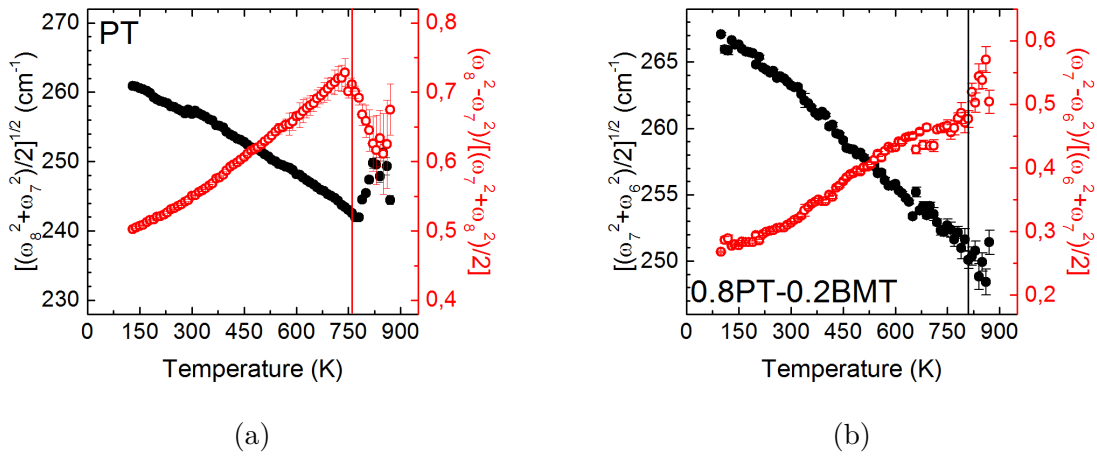 PT
[(ω₈²+ω₇²)/2]^1/2 (cm⁻¹)
270
260
250
240
230
0,8
0,7
0,6
0,5
0,4
(ω₈²-ω₇²)/[(ω₇²+ω₈²)/2]
0 150 300 450 600 750 900
Temperature (K)
(a)
0.8PT-0.2BMT
[(ω₇²+ω₆²)/2]^1/2 (cm⁻¹)
265
260
255
250
0,6
0,5
0,4
0,3
0,2
(ω₇²-ω₆²)/[(ω₆²+ω₇²)/2]
0 150 300 450 600 750 900
Temperature (K)
(b)